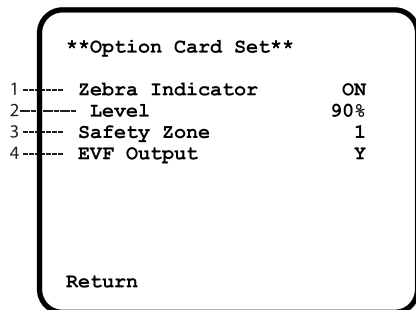 **Option Card Set**
1 Zebra Indicator ON
2 Level 90%
3 Safety Zone 1
4 EVF Output Y
Return